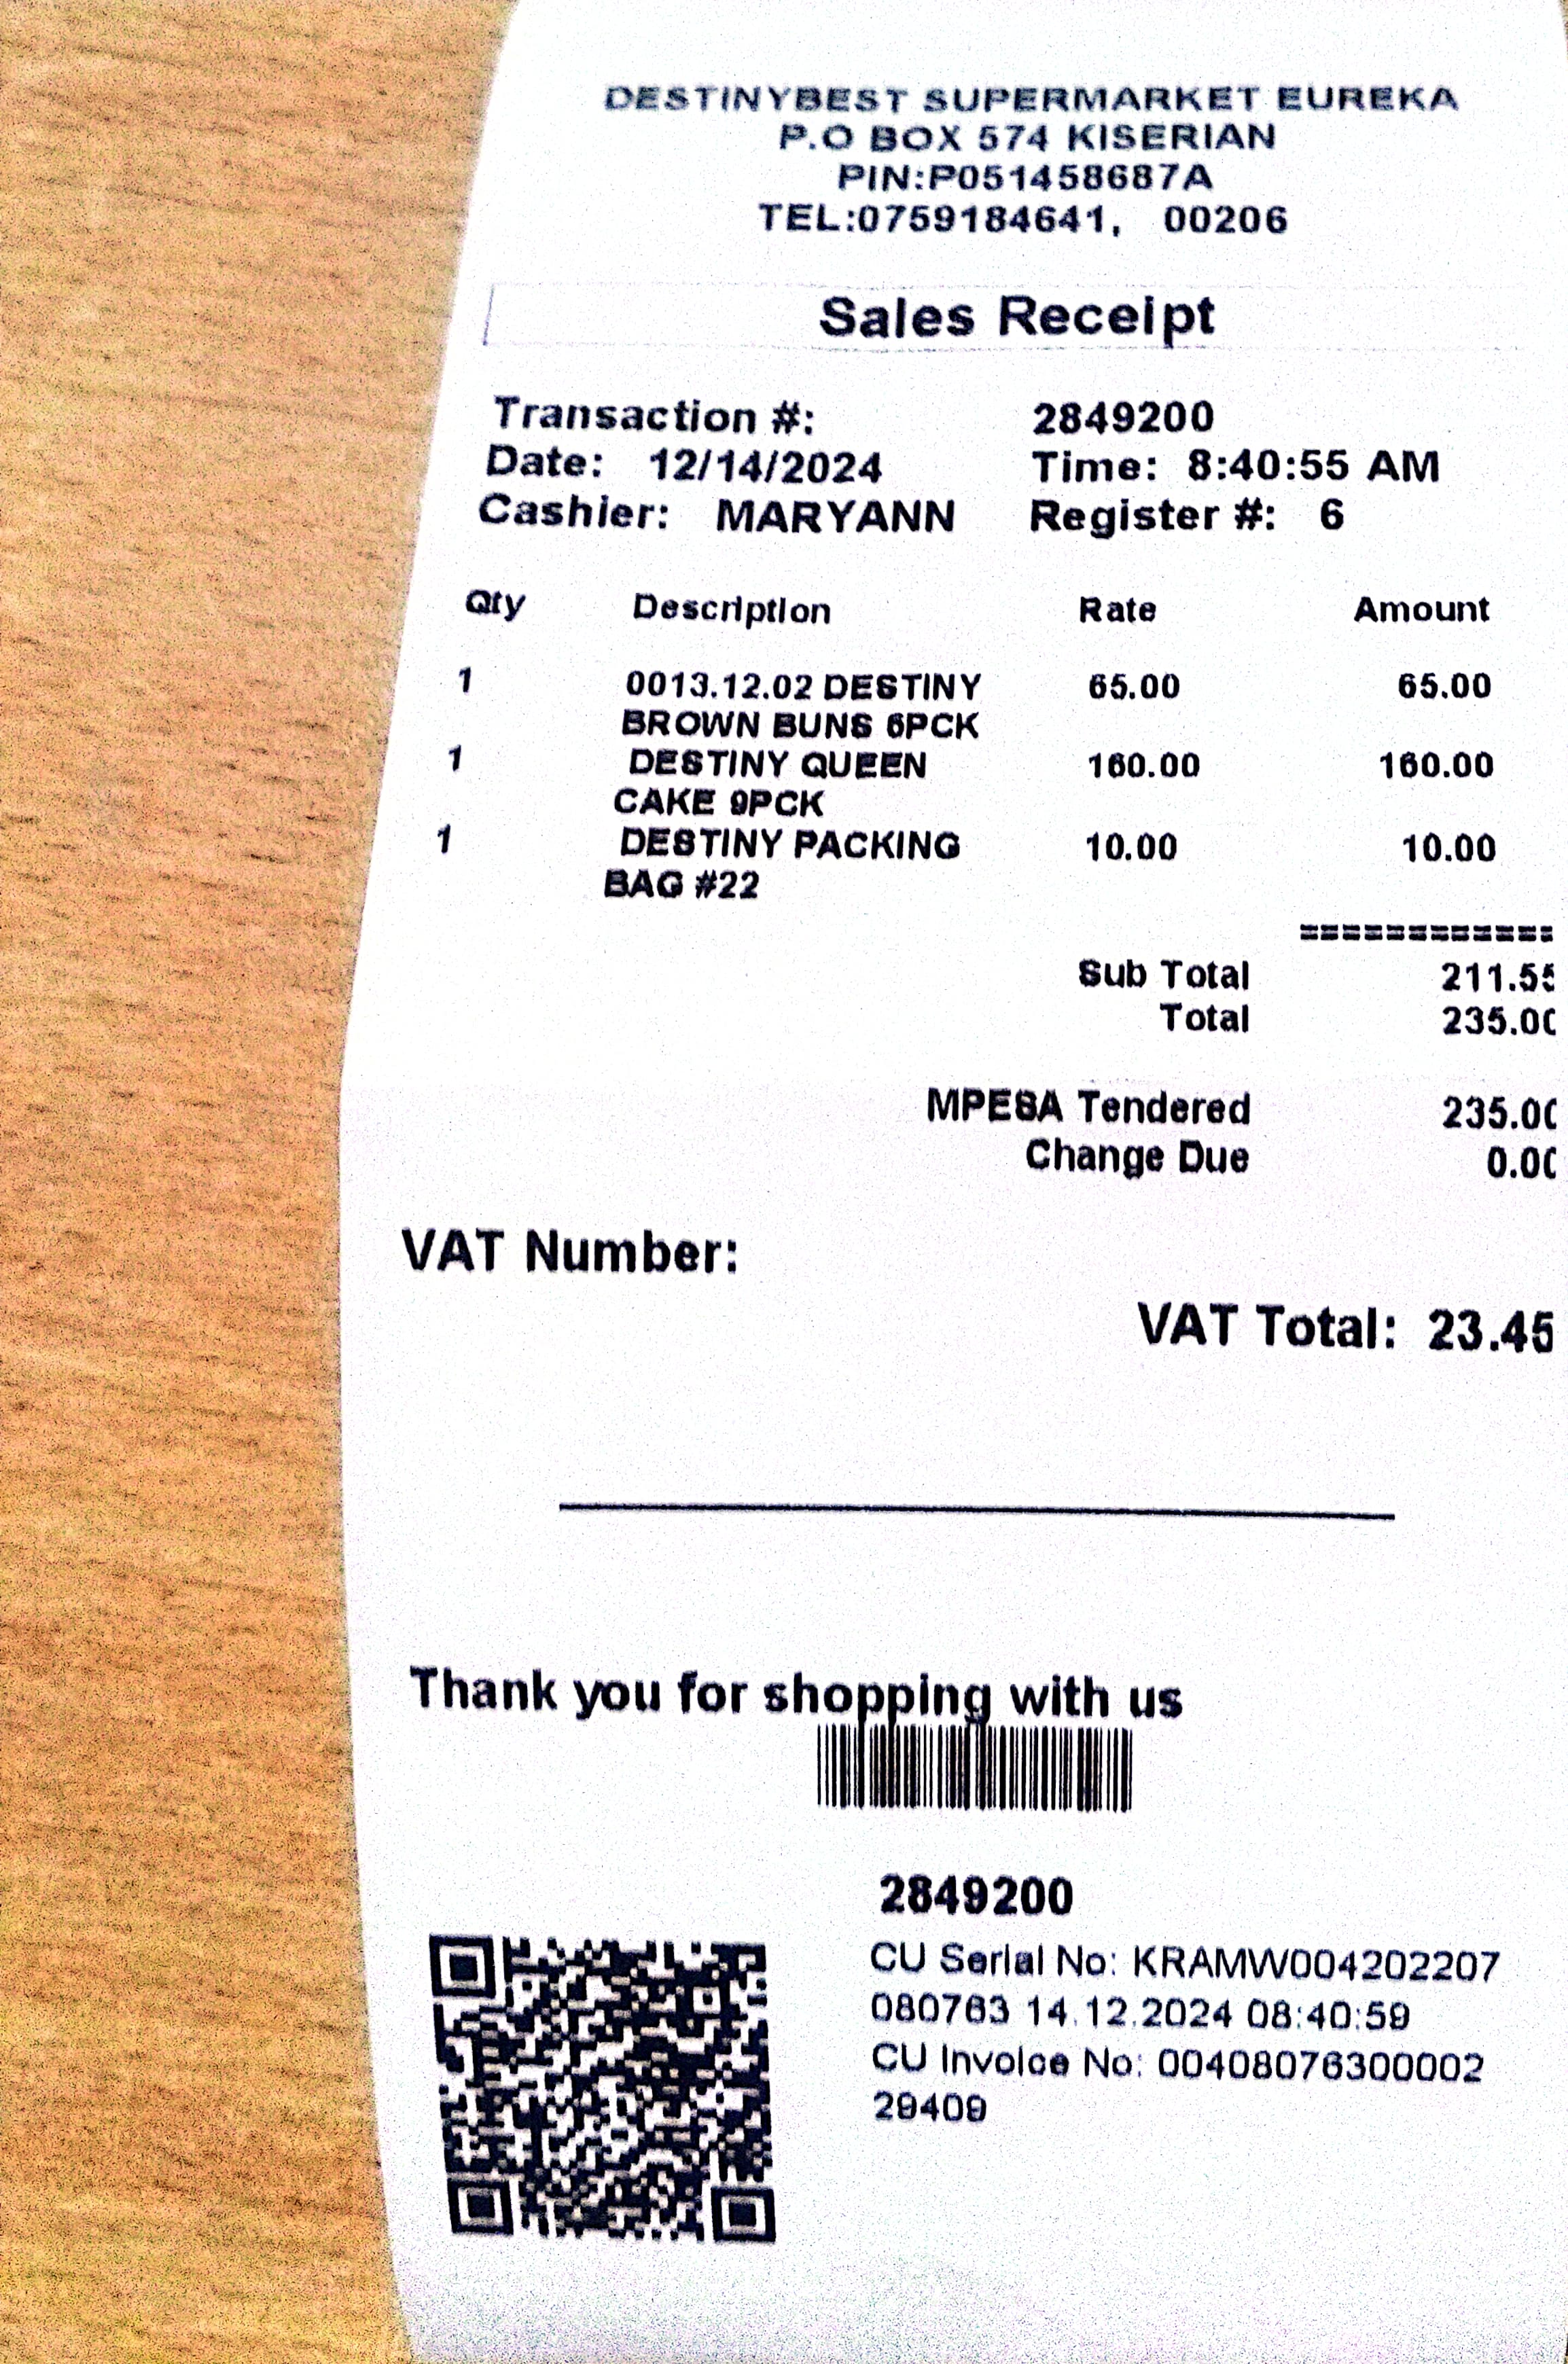 DESTINYBEST SUPERMARKET EUREKA
P.O BOX 574 KISERIAN
PIN:P051458687A
TEL:0759184641, 00206
Sales Receipt
Transaction #: 2849200
Date: 12/14/2024 Time: 8:40:55 AM
Cashier: MARYANN Register #: 6
Qty Description Rate Amount
1 0013.12.02 DESTINY 65.00 65.00
BROWN BUNS 6PCK
1 DESTINY QUEEN 160.00 160.00
CAKE 9PCK
1 DESTINY PACKING 10.00 10.00
BAG #22
============
Sub Total 211.55
Total 235.00
MPESA Tendered 235.00
Change Due 0.00
VAT Number:
VAT Total: 23.45
Thank you for shopping with us
2849200
CU Serial No: KRAMW004202207
080763 14.12.2024 08:40:59
CU Invoice No: 00408076300002
29409